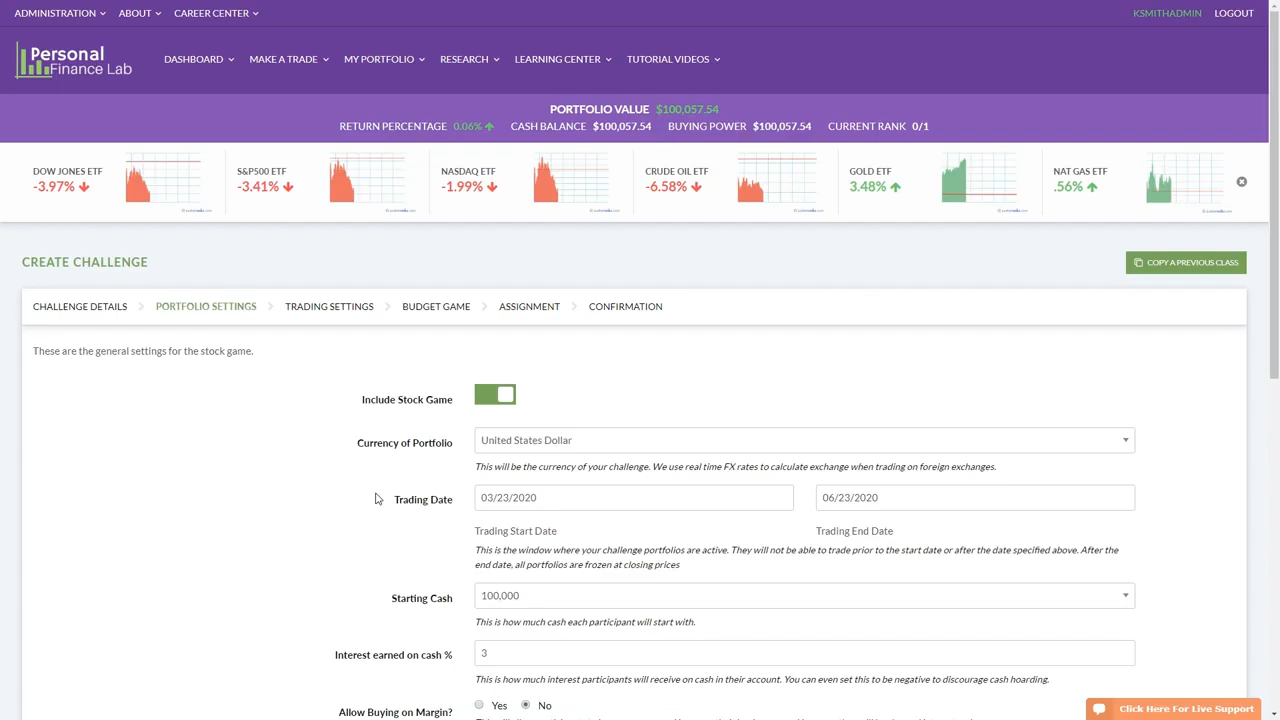 ADMINISTRATION ABOUT CAREER CENTER KSMITHADMIN LOGOUT
Personal
Finance Lab
DASHBOARD MAKE A TRADE MY PORTFOLIO RESEARCH LEARNING CENTER TUTORIAL VIDEOS
PORTFOLIO VALUE $100,057.54
RETURN PERCENTAGE 0.06% CASH BALANCE $100,057.54 BUYING POWER $100,057.54 CURRENT RANK 0/1
DOW JONES ETF
-3.97%
S&P500 ETF
-3.41%
NASDAQ ETF
-1.99%
CRUDE OIL ETF
-6.58%
GOLD ETF
3.48%
NAT GAS ETF
.56%
CREATE CHALLENGE
COPY A PREVIOUS CLASS
CHALLENGE DETAILS PORTFOLIO SETTINGS TRADING SETTINGS BUDGET GAME ASSIGNMENT CONFIRMATION
These are the general settings for the stock game.
Include Stock Game
Currency of Portfolio United States Dollar
This will be the currency of your challenge. We use real time FX rates to calculate exchange when trading on foreign exchanges.
Trading Date 03/23/2020 06/23/2020
Trading Start Date Trading End Date
This is the window where your challenge portfolios are active. They will not be able to trade prior to the start date or after the date specified above. After the
end date, all portfolios are frozen at closing prices
Starting Cash 100,000
This is how much cash each participant will start with.
Interest earned on cash % 3
This is how much interest participants will receive on cash in their account. You can even set this to be negative to discourage cash hoarding.
Allow Buying on Margin? Yes No
Click Here For Live Support